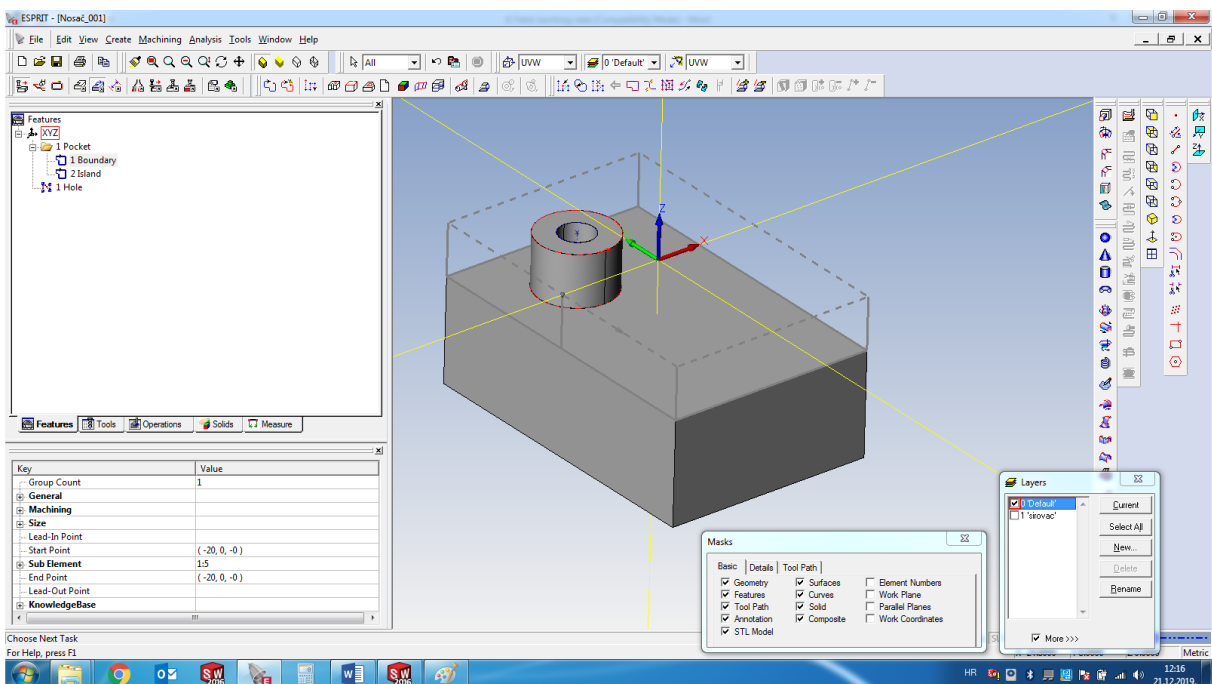 ESPRIT - [Nosač_001]
File Edit View Create Machining Analysis Tools Window Help
All UVW 0 'Default' UVW
Features
XYZ
1 Pocket
1 Boundary
2 Island
1 Hole
Z
X
Features Tools Operations Solids Measure
Key Value
Group Count 1
General
Machining
Size
Lead-In Point
Start Point ( -20, 0, -0 )
Sub Element 1:5
End Point ( -20, 0, -0 )
Lead-Out Point
KnowledgeBase
Layers
0 'Default'
1 'sirovac'
Current
Select All
New...
Delete
Rename
More >>>
Masks
Basic Details Tool Path
Geometry Surfaces Element Numbers
Features Curves Work Plane
Tool Path Solid Parallel Planes
Annotation Composite Work Coordinates
STL Model
Choose Next Task
For Help, press F1
Metric
HR
12:16
21.12.2019.